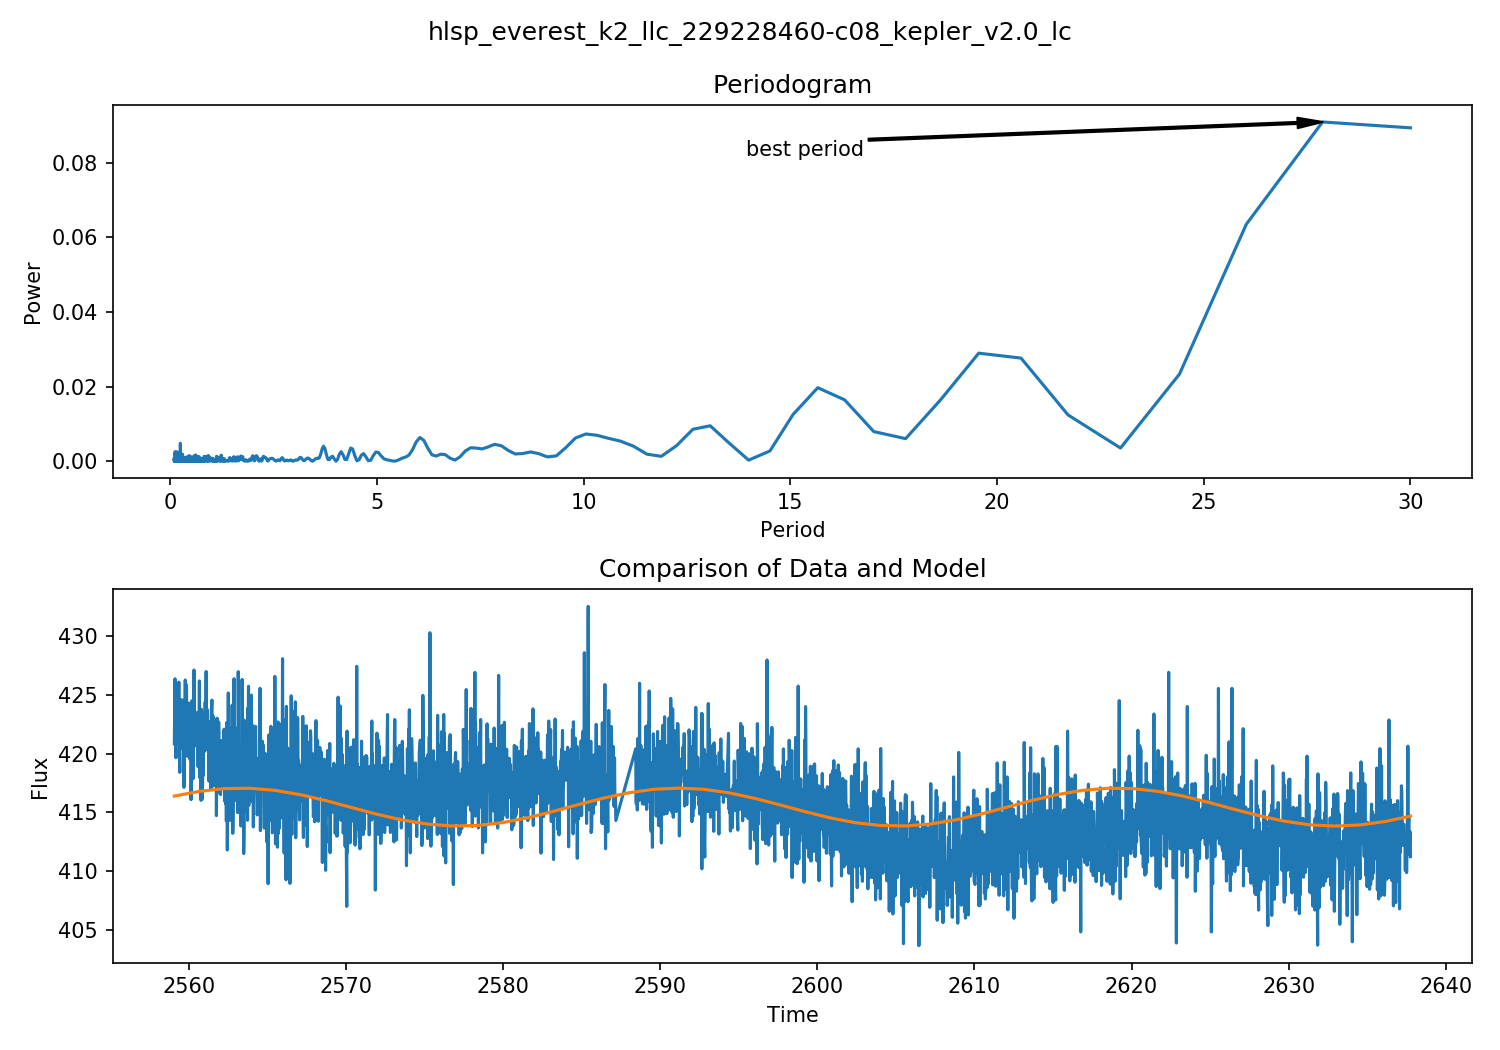 hlsp_everest_k2_llc_229228460-c08_kepler_v2.0_lc
Periodogram
best period
Power
0.08
0.06
0.04
0.02
0.00
0 5 10 15 20 25 30
Period
Comparison of Data and Model
Flux
430
425
420
415
410
405
2560 2570 2580 2590 2600 2610 2620 2630 2640
Time